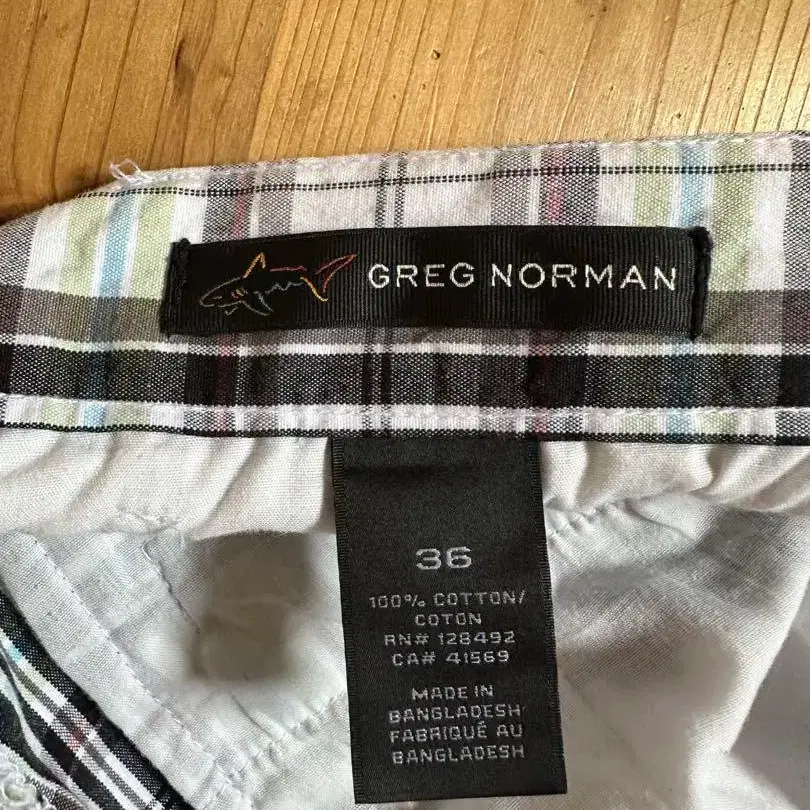 GREG NORMAN
36
100% COTTON/
COTON
RN# 128492
CA# 41569
MADE IN
BANGLADESH
FABRIQUÉ AU
BANGLADESH